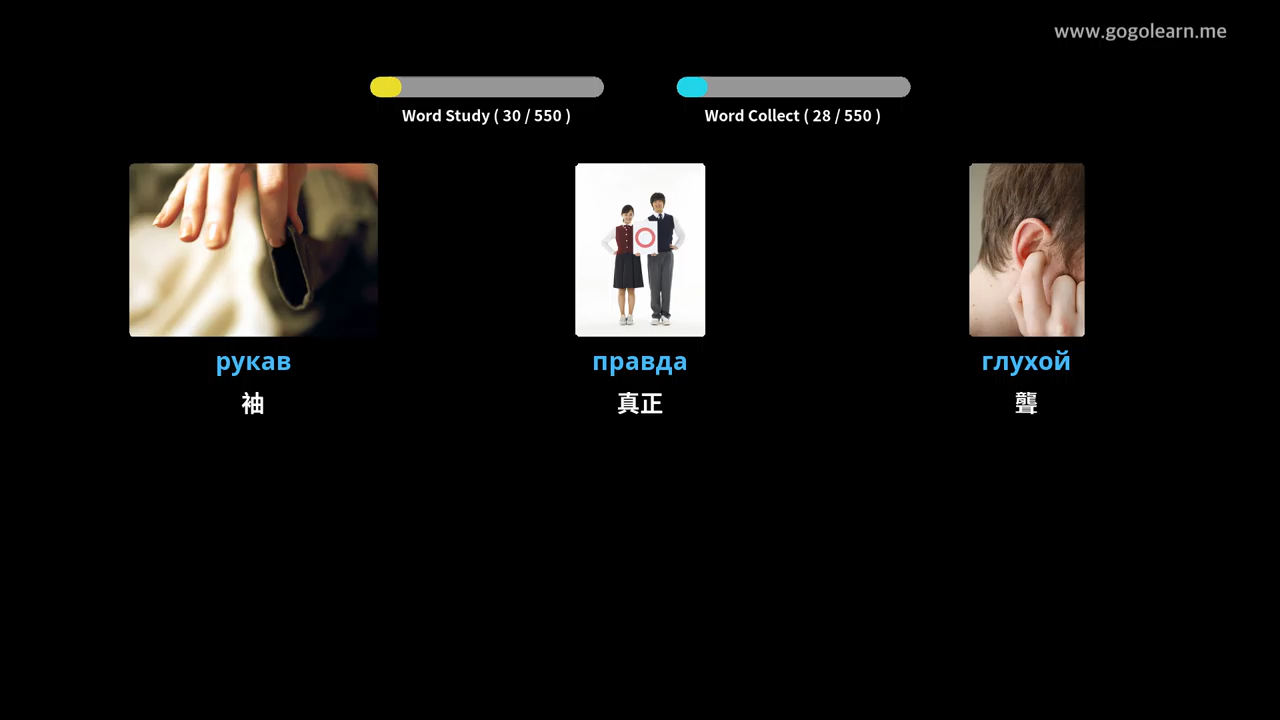 www.gogolearn.me
Word Study ( 30 / 550 )
Word Collect ( 28 / 550 )
рукав
правда
глухой
袖
真正
聾